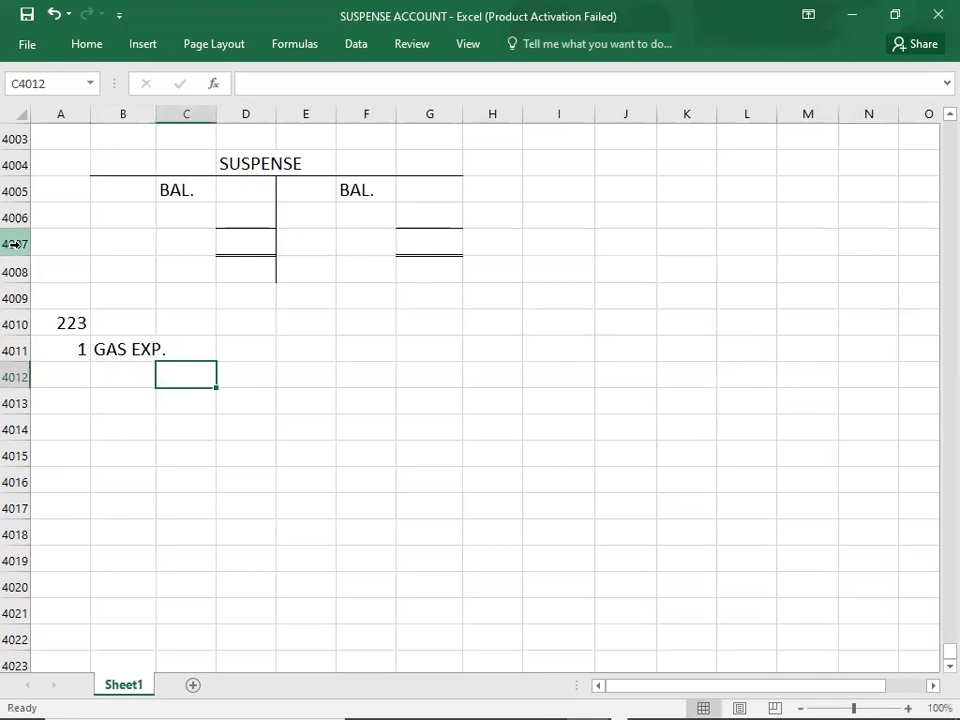 SUSPENSE ACCOUNT - Excel (Product Activation Failed)
File Home Insert Page Layout Formulas Data Review View Tell me what you want to do... Share
C4012 fx
A B C D E F G H I J K L M N O
4003
4004 SUSPENSE
4005 BAL. BAL.
4006
4007
4008
4009
4010 223
4011 1 GAS EXP.
4012
4013
4014
4015
4016
4017
4018
4019
4020
4021
4022
4023
Sheet1
Ready 100%